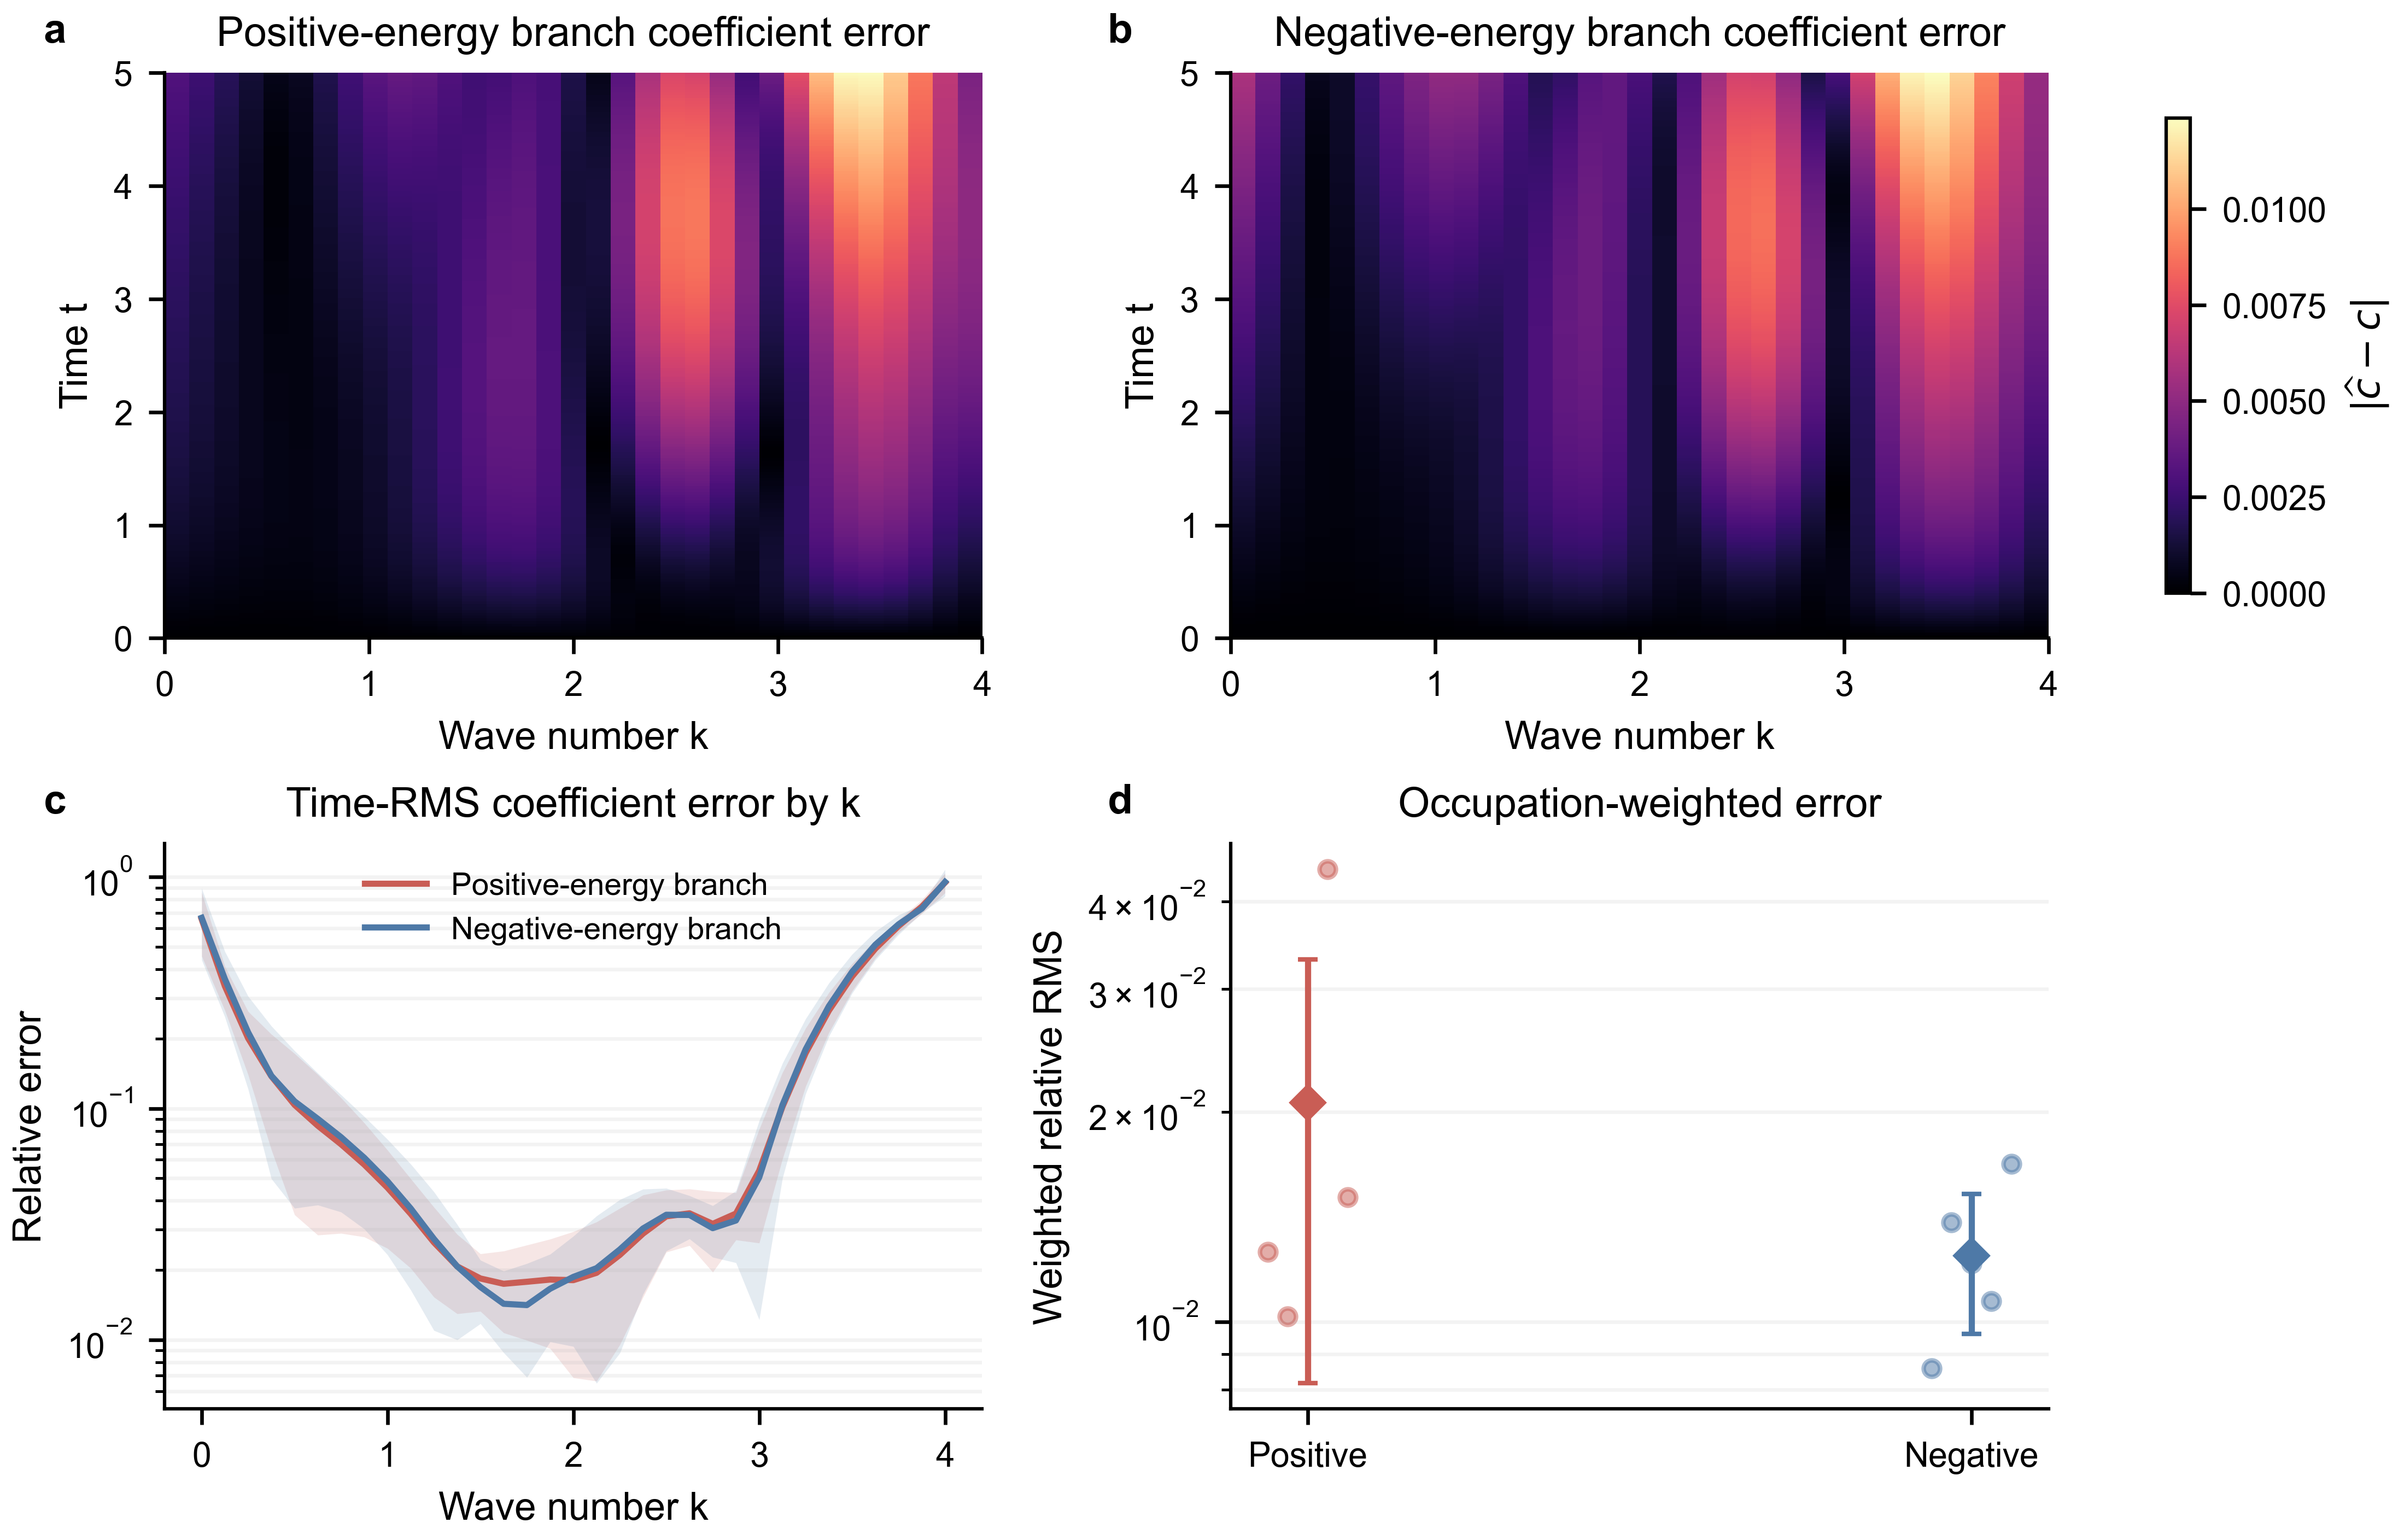 a Positive-energy branch coefficient error
5
4
3
2
1
0
Time t
0 1 2 3 4
Wave number k
b Negative-energy branch coefficient error
5
4
3
2
1
0
Time t
0 1 2 3 4
Wave number k
0.0100
0.0075
0.0050
0.0025
0.0000
|ĉ − c|
c Time-RMS coefficient error by k
10⁰
10⁻¹
10⁻²
Relative error
Positive-energy branch
Negative-energy branch
0 1 2 3 4
Wave number k
d Occupation-weighted error
4 × 10⁻²
3 × 10⁻²
2 × 10⁻²
10⁻²
Weighted relative RMS
Positive Negative